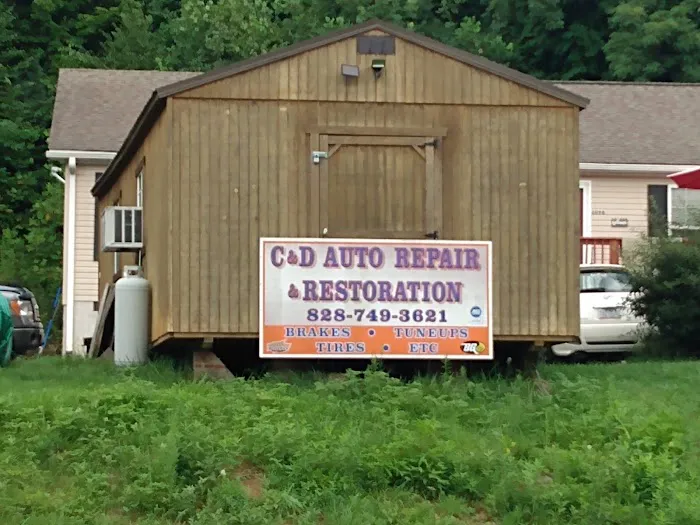 C&D AUTO REPAIR
& RESTORATION
828-749-3621
BRAKES • TUNEUPS
TIRES • ETC